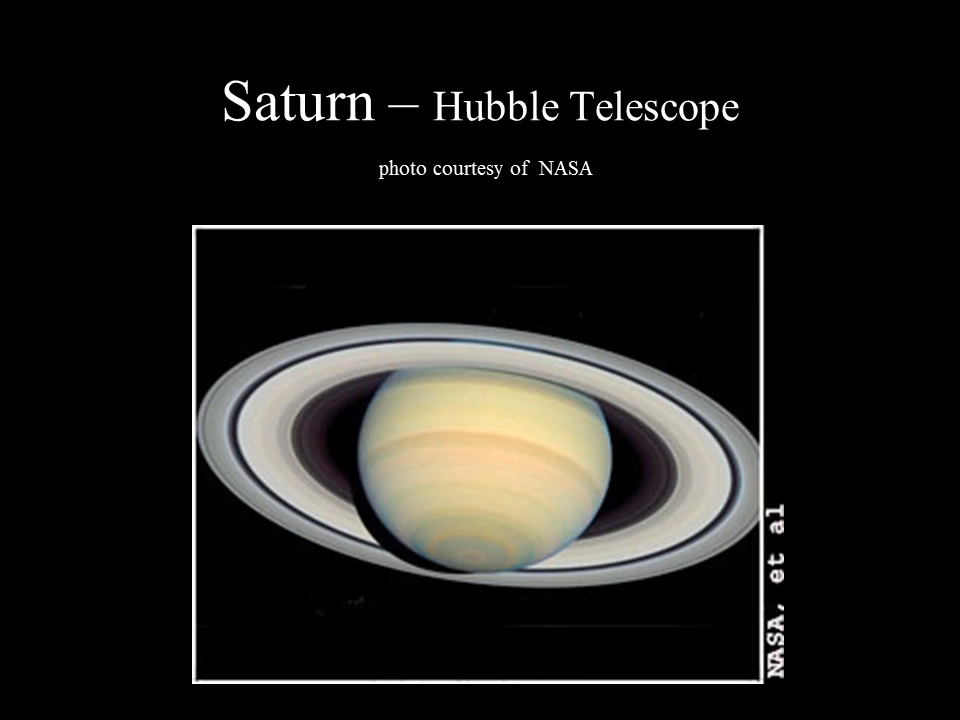 Saturn – Hubble Telescope
photo courtesy of NASA
NASA, et al